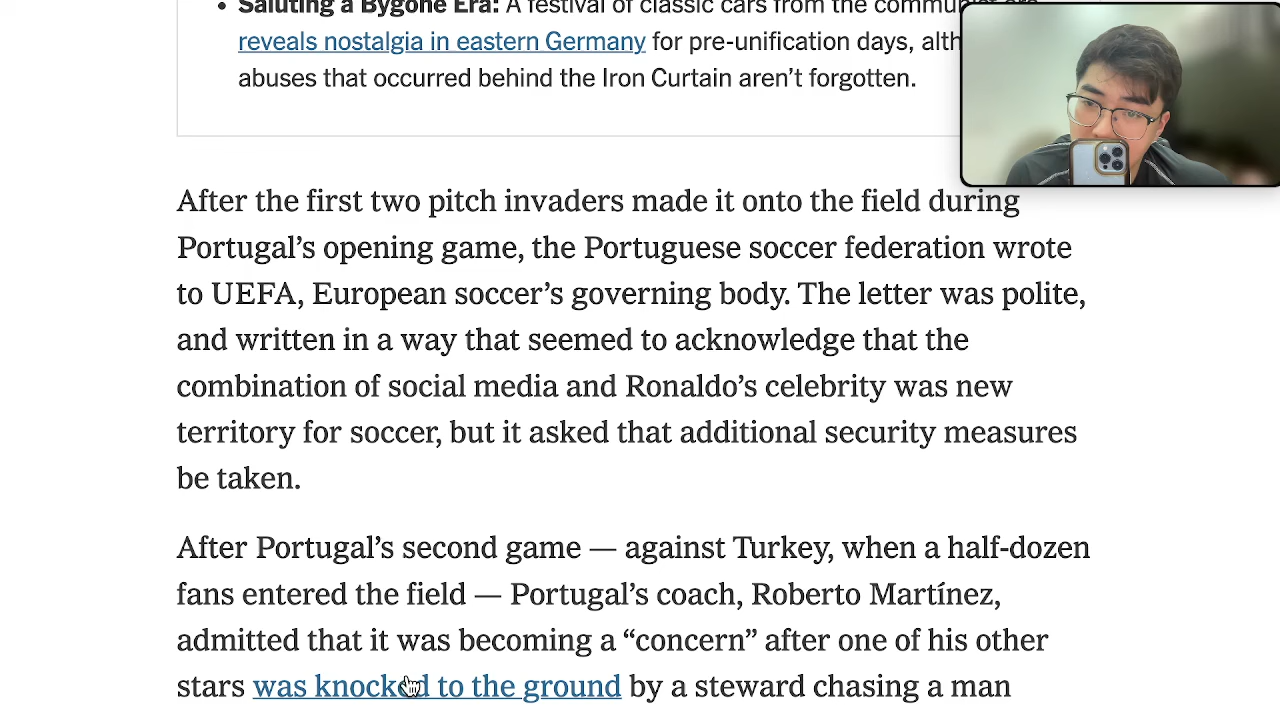 Saluting a Bygone Era: A festival of classic cars from the
reveals nostalgia in eastern Germany for pre-unification days,
abuses that occurred behind the Iron Curtain aren’t forgotten.
After the first two pitch invaders made it onto the field during
Portugal’s opening game, the Portuguese soccer federation wrote
to UEFA, European soccer’s governing body. The letter was polite,
and written in a way that seemed to acknowledge that the
combination of social media and Ronaldo’s celebrity was new
territory for soccer, but it asked that additional security measures
be taken.
After Portugal’s second game — against Turkey, when a half-dozen
fans entered the field — Portugal’s coach, Roberto Martínez,
admitted that it was becoming a “concern” after one of his other
stars was knocked to the ground by a steward chasing a man